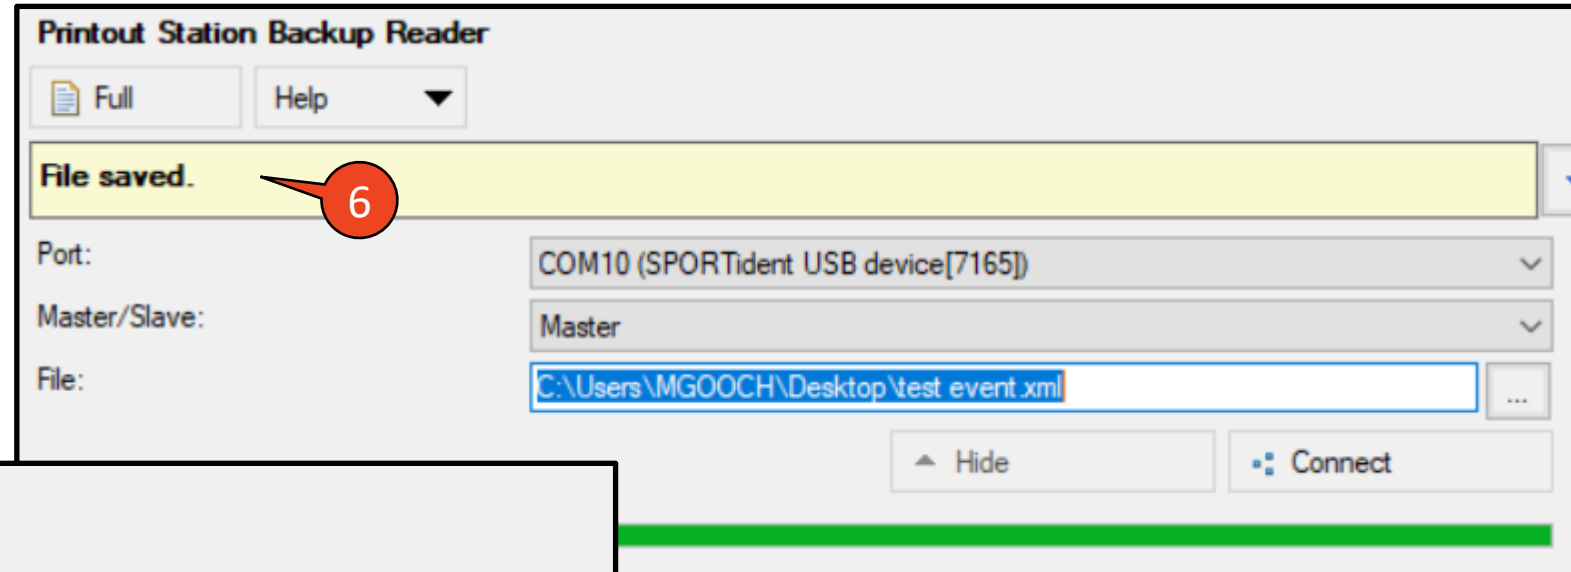 Printout Station Backup Reader
Full Help
File saved.
6
Port: COM10 (SPORTident USB device[7165])
Master/Slave: Master
File: C:\Users\MGOOCH\Desktop\test event.xml ...
Hide Connect